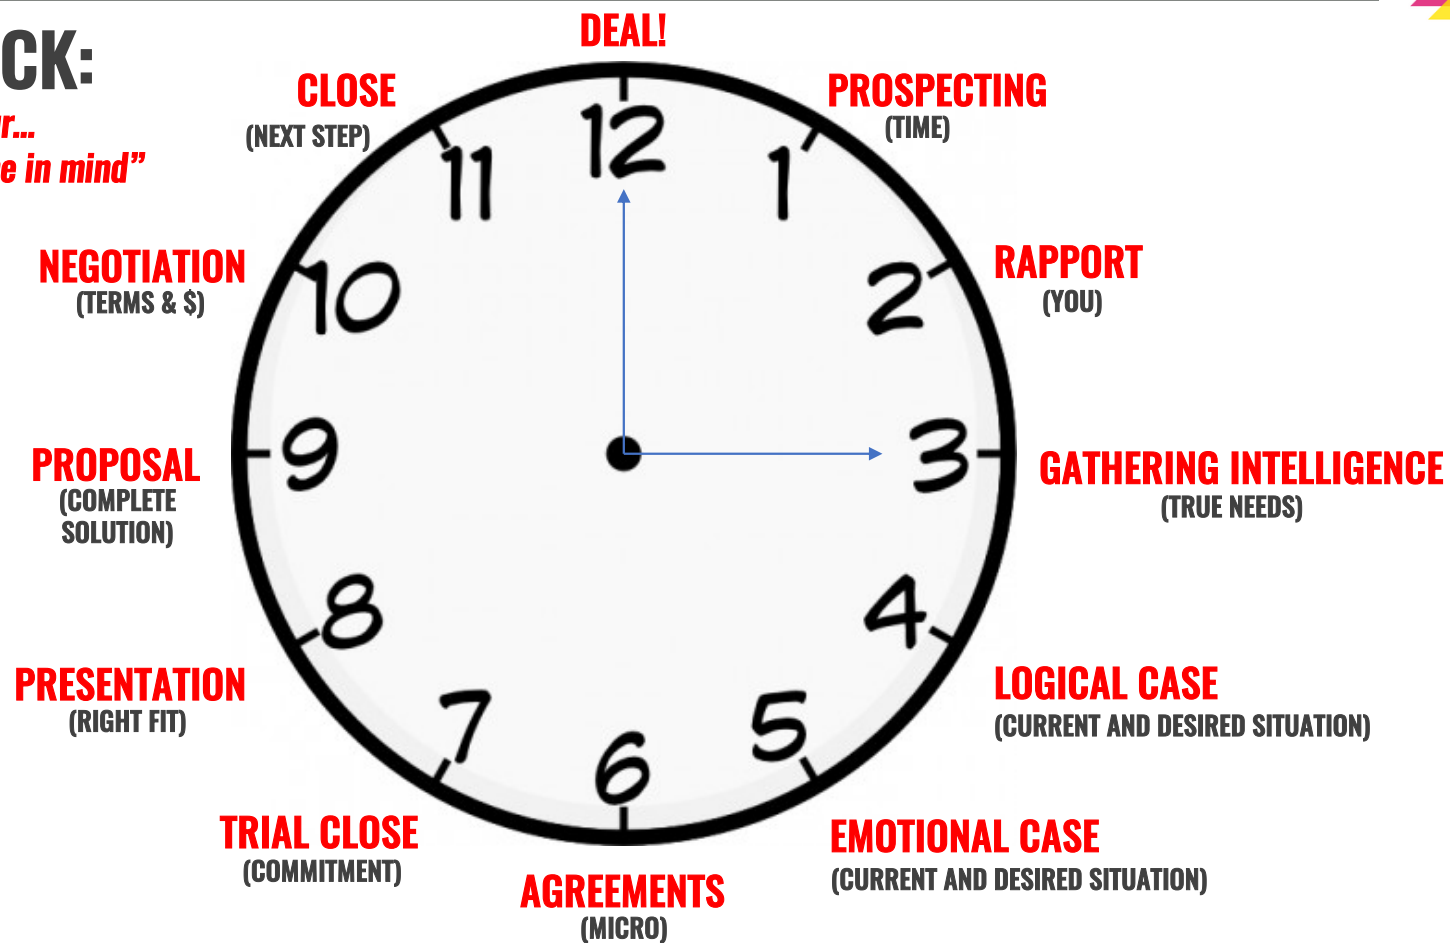 CK:
r...
e in mind”
DEAL!
12
PROSPECTING
(TIME)
1
RAPPORT
(YOU)
2
GATHERING INTELLIGENCE
(TRUE NEEDS)
3
LOGICAL CASE
(CURRENT AND DESIRED SITUATION)
4
EMOTIONAL CASE
(CURRENT AND DESIRED SITUATION)
5
AGREEMENTS
(MICRO)
6
TRIAL CLOSE
(COMMITMENT)
7
PRESENTATION
(RIGHT FIT)
8
PROPOSAL
(COMPLETE
SOLUTION)
9
NEGOTIATION
(TERMS & $)
10
CLOSE
(NEXT STEP)
11